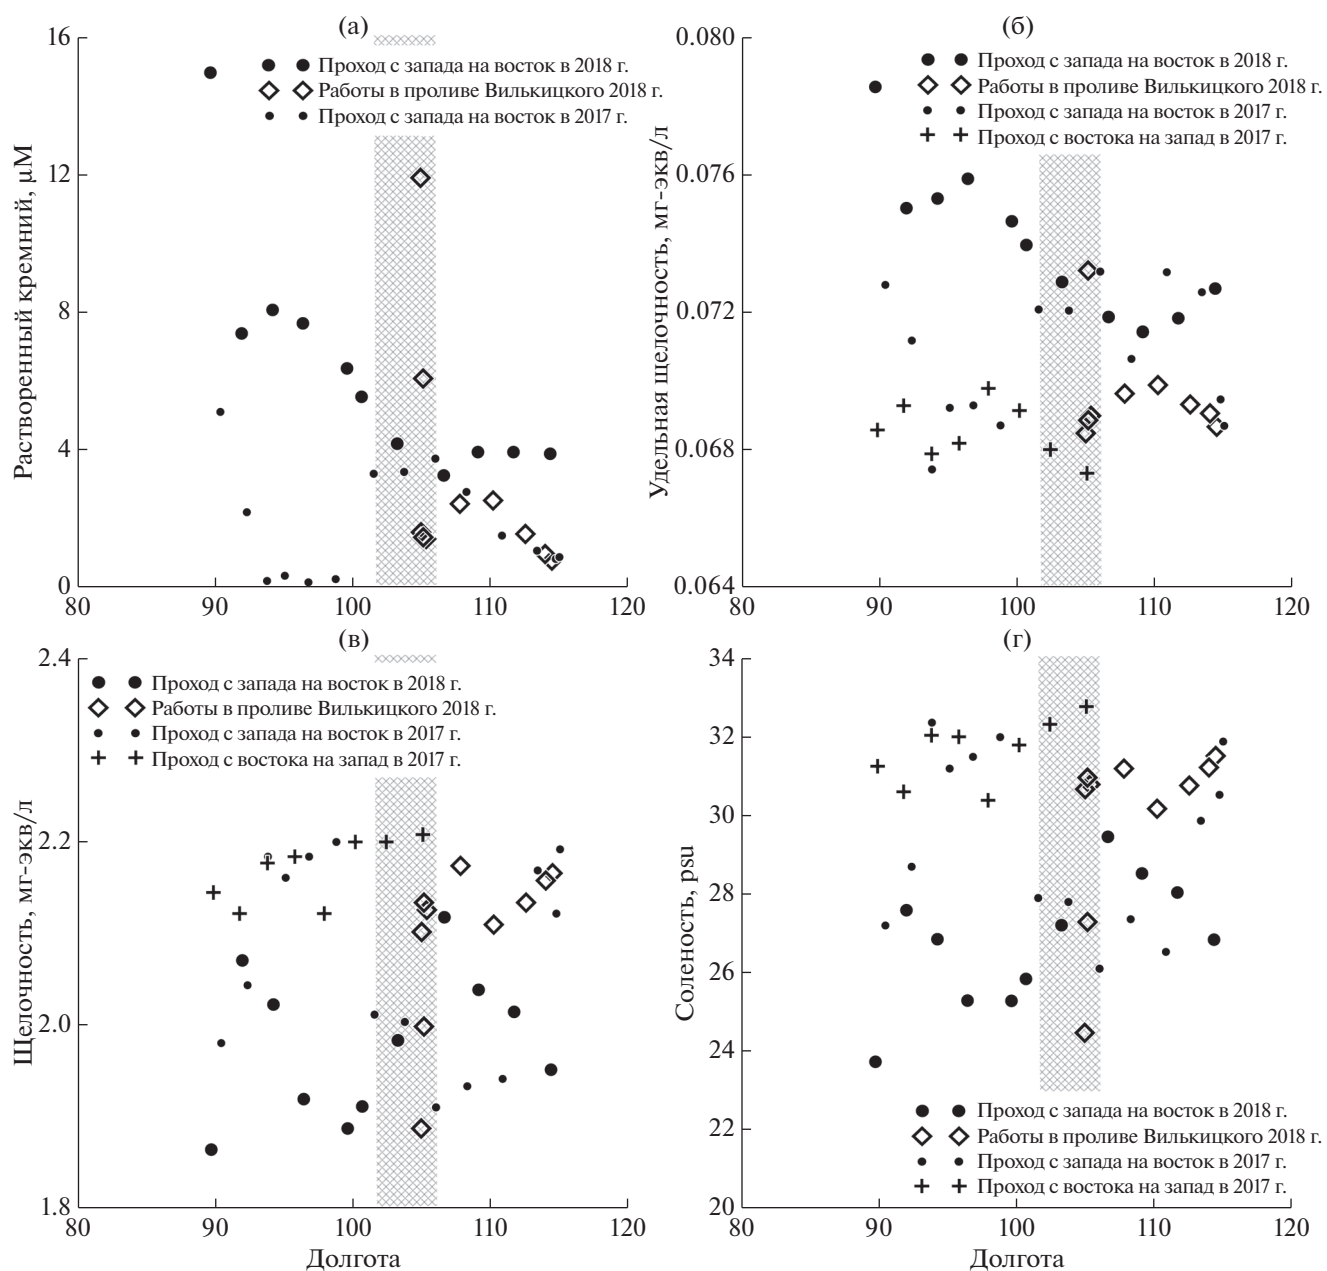 (а)
Растворенный кремний, μM
16
12
8
4
0
80
90
100
110
120
Проход с запада на восток в 2018 г.
Работы в проливе Вилькицкого 2018 г.
Проход с запада на восток в 2017 г.
(б)
Удельная щелочность, мг-экв/л
0.080
0.076
0.072
0.068
0.064
80
90
100
110
120
Проход с запада на восток в 2018 г.
Работы в проливе Вилькицкого 2018 г.
Проход с запада на восток в 2017 г.
Проход с востока на запад в 2017 г.
(в)
Щелочность, мг-экв/л
2.4
2.2
2.0
1.8
80
90
100
110
120
Долгота
Проход с запада на восток в 2018 г.
Работы в проливе Вилькицкого 2018 г.
Проход с запада на восток в 2017 г.
Проход с востока на запад в 2017 г.
(г)
Соленость, psu
34
32
30
28
26
24
22
20
80
90
100
110
120
Долгота
Проход с запада на восток в 2018 г.
Работы в проливе Вилькицкого 2018 г.
Проход с запада на восток в 2017 г.
Проход с востока на запад в 2017 г.